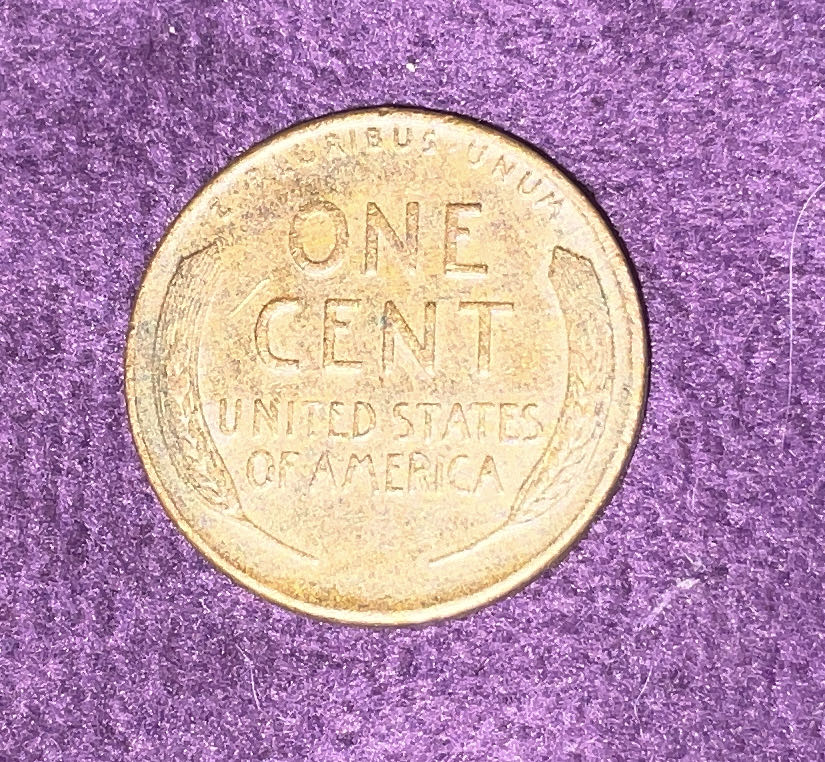 E PLURIBUS UNUM
ONE
CENT
UNITED STATES
OF AMERICA